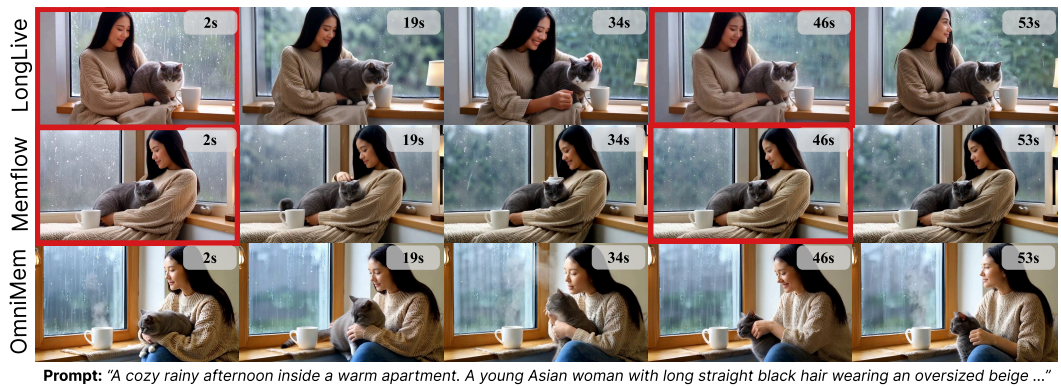 LongLive
2s 19s 34s 46s 53s
Memflow
2s 19s 34s 46s 53s
OmniMem
2s 19s 34s 46s 53s
Prompt: “A cozy rainy afternoon inside a warm apartment. A young Asian woman with long straight black hair wearing an oversized beige ...”